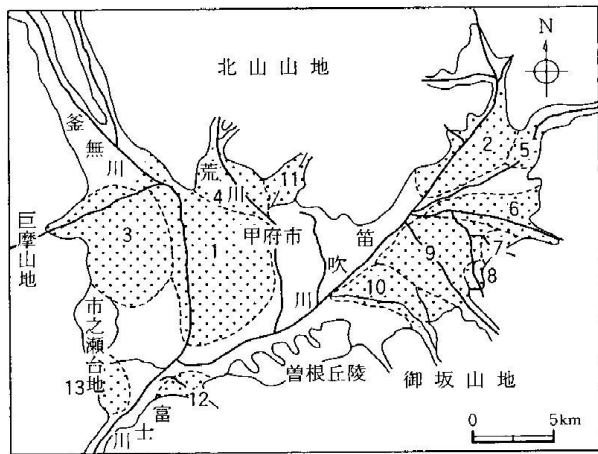 北山山地
N
釜無川
荒川
巨摩山地
甲府市
笛吹川
市之瀬台地
曽根丘陵
御坂山地
富士川
1
2
3
4
5
6
7
8
9
10
11
12
13
0 5km